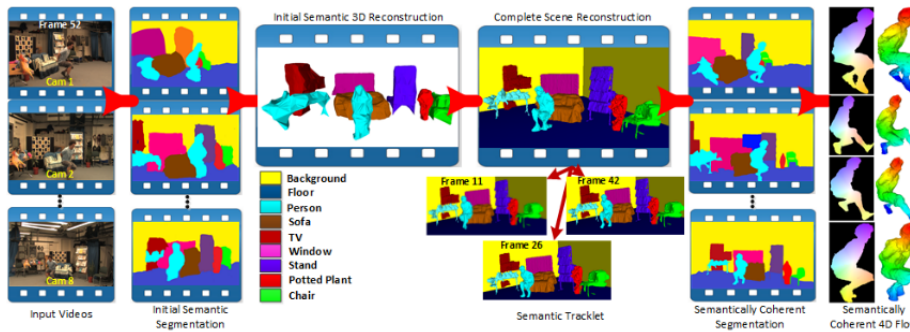 Initial Semantic 3D Reconstruction
Complete Scene Reconstruction
Frame 52
Cam 1
Cam 2
Cam 8
Background
Floor
Person
Sofa
TV
Window
Stand
Potted Plant
Chair
Frame 11
Frame 42
Frame 26
Input Videos
Initial Semantic
Segmentation
Semantic Tracklet
Semantically Coherent
Segmentation
Semantically
Coherent 4D Flo